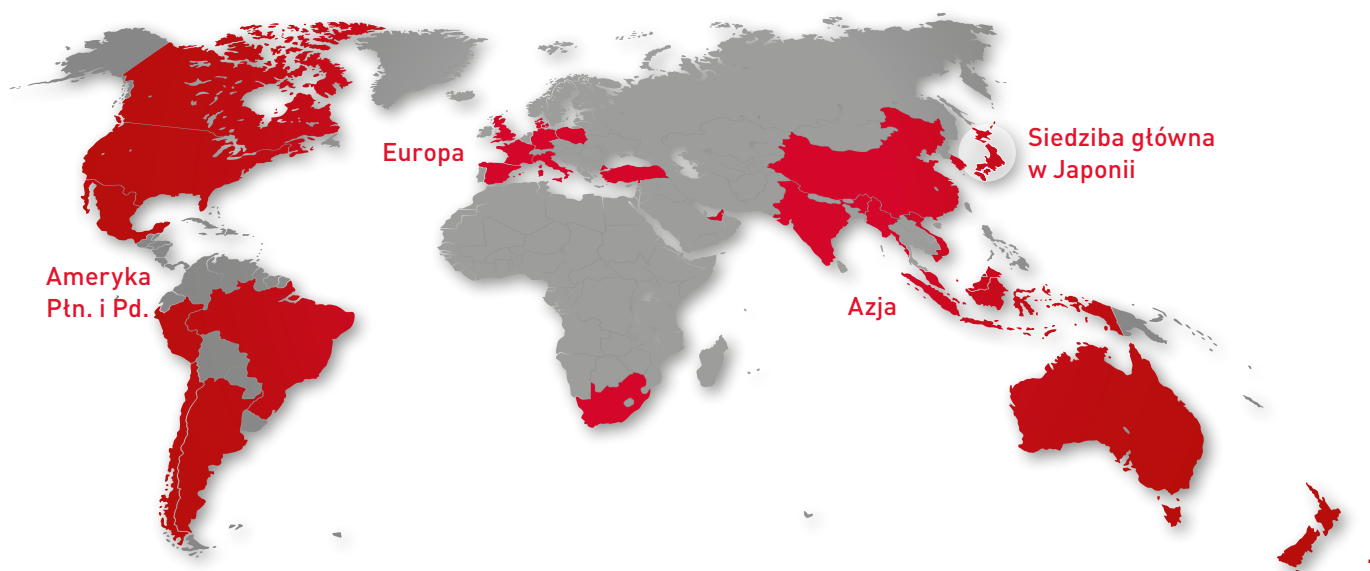 Europa
Siedziba główna
w Japonii
Ameryka
Płn. i Pd.
Azja